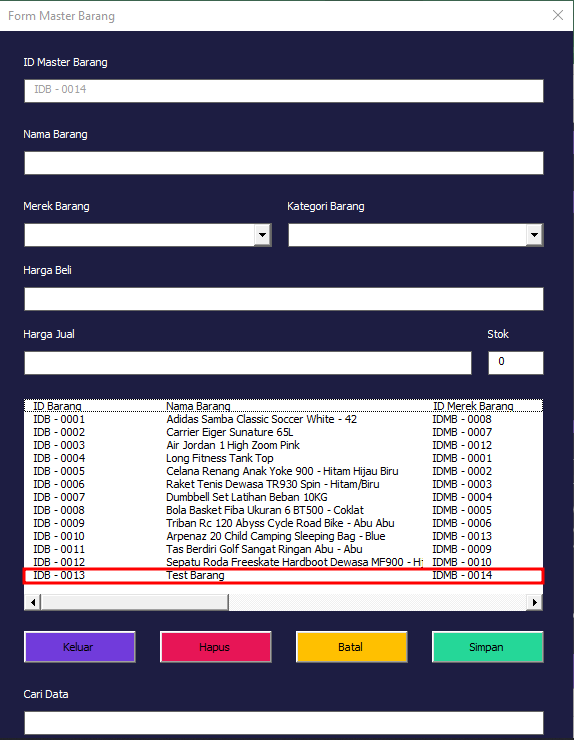 Form Master Barang
ID Master Barang
IDB - 0014
Nama Barang
Merek Barang Kategori Barang
Harga Beli
Harga Jual Stok
0
ID Barang Nama Barang ID Merek Barang
IDB - 0001 Adidas Samba Classic Soccer White - 42 IDMB - 0008
IDB - 0002 Carrier Eiger Sunature 65L IDMB - 0007
IDB - 0003 Air Jordan 1 High Zoom Pink IDMB - 0012
IDB - 0004 Long Fitness Tank Top IDMB - 0001
IDB - 0005 Celana Renang Anak Yoke 900 - Hitam Hijau Biru IDMB - 0002
IDB - 0006 Raket Tenis Dewasa TR930 Spin - Hitam/Biru IDMB - 0003
IDB - 0007 Dumbbell Set Latihan Beban 10KG IDMB - 0004
IDB - 0008 Bola Basket Fiba Ukuran 6 BT500 - Coklat IDMB - 0005
IDB - 0009 Triban Rc 120 Abyss Cycle Road Bike - Abu Abu IDMB - 0006
IDB - 0010 Arpenaz 20 Child Camping Sleeping Bag - Blue IDMB - 0013
IDB - 0011 Tas Berdiri Golf Sangat Ringan Abu - Abu IDMB - 0009
IDB - 0012 Sepatu Roda Freeskate Hardboot Dewasa MF900 - IDMB - 0010
IDB - 0013 Test Barang IDMB - 0014
Keluar Hapus Batal Simpan
Cari Data